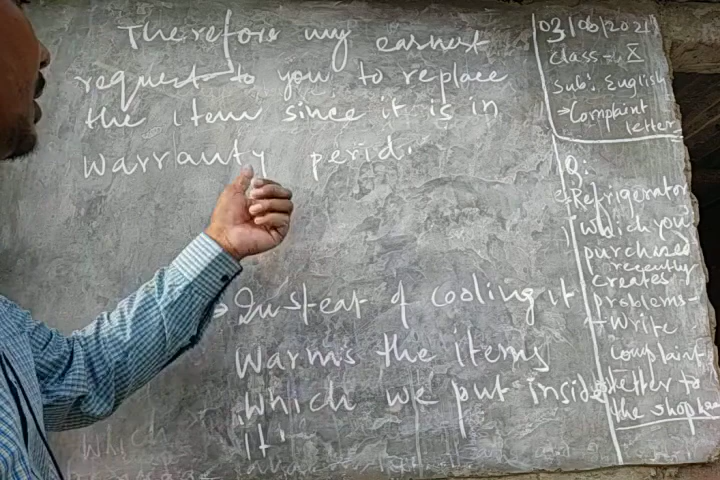 Therefore my earnest
request to you to replace
the item since it is in
warranty perid.
Insteat of cooling it
warms the items
which we put inside
it.
which
03/06/2021
class - X
Sub: English
→ Complaint
letter
Q:
Refrigerator
which you
purchased
recently
creates
problems -
Write
complaint
letter to
the shop